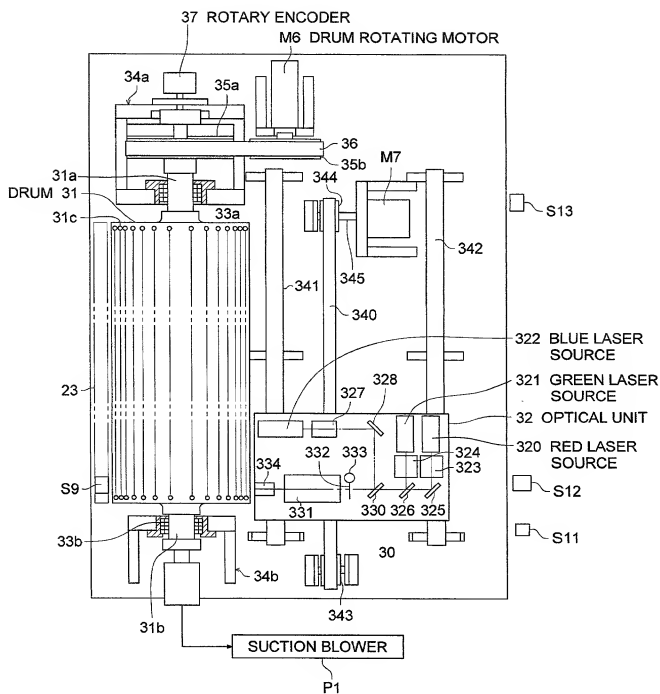 37 ROTARY ENCODER
M6 DRUM ROTATING MOTOR
34a
35a
36
35b
31a
M7
344
DRUM 31
33a
S13
31c
342
345
341
340
322 BLUE LASER
SOURCE
23
327
328
321 GREEN LASER
SOURCE
32 OPTICAL UNIT
320 RED LASER
SOURCE
332
333
324
323
S9
334
S12
331
330
326
325
33b
30
S11
34b
343
31b
SUCTION BLOWER
P1